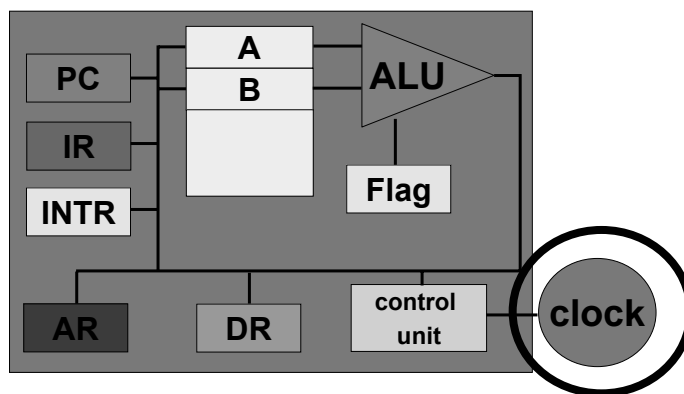 A
PC
ALU
B
IR
INTR
Flag
AR
DR
control
unit
clock